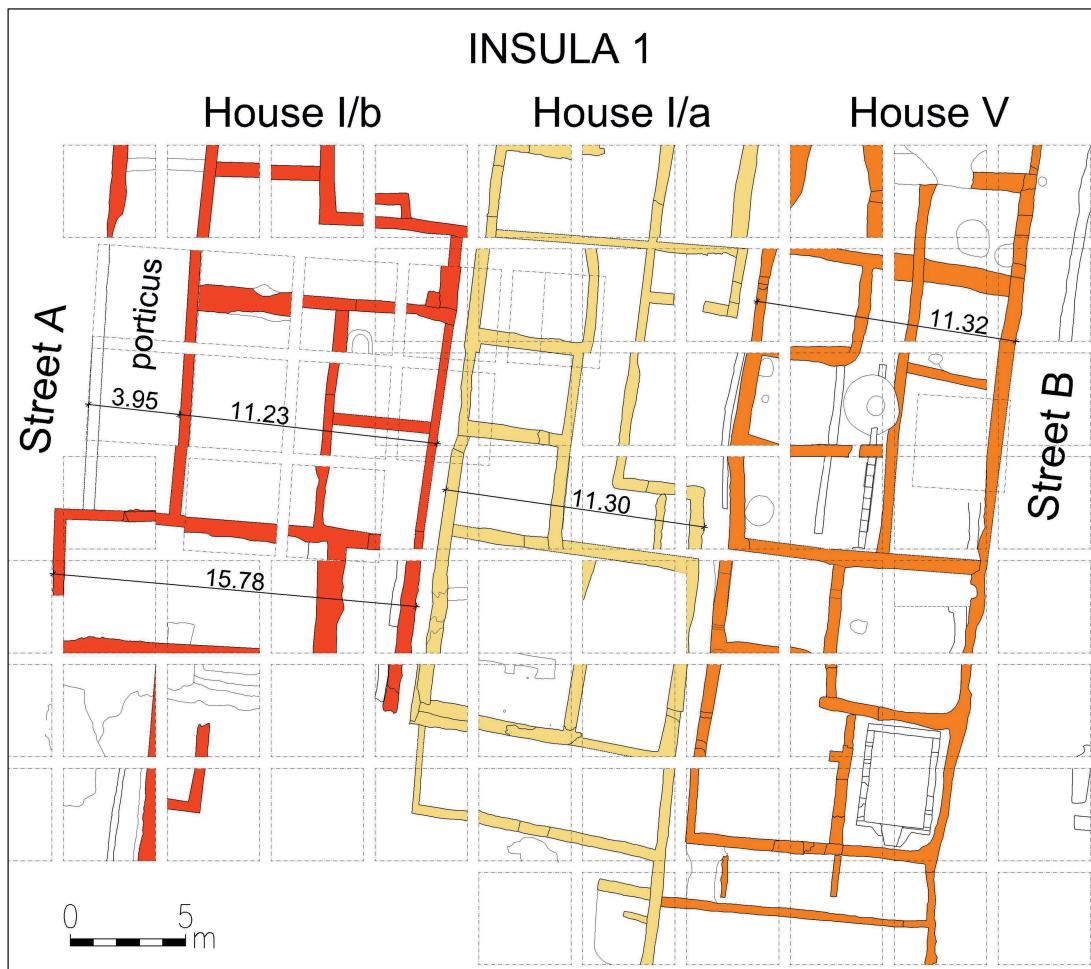 INSULA 1
House I/b
House I/a
House V
Street A
porticus
3.95
11.23
15.78
11.30
11.32
Street B
0
5
m